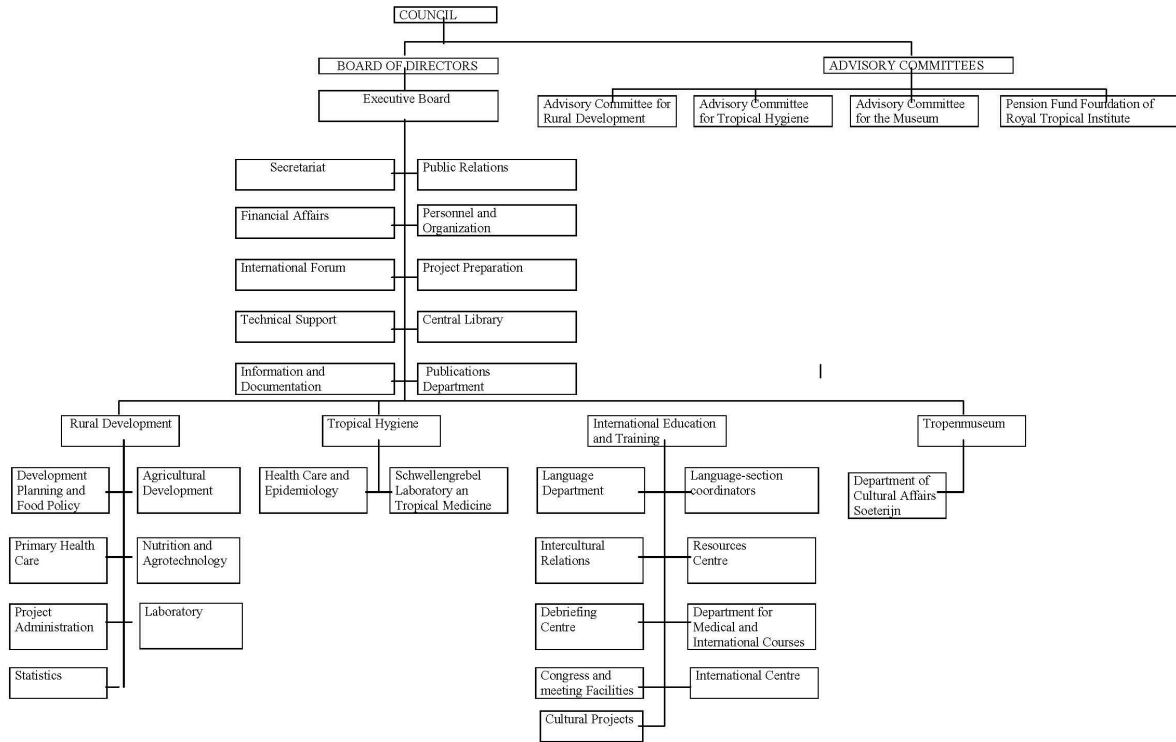 COUNCIL
BOARD OF DIRECTORS
ADVISORY COMMITTEES
Executive Board
Advisory Committee for
Rural Development
Advisory Committee
for Tropical Hygiene
Advisory Committee
for the Museum
Pension Fund Foundation of
Royal Tropical Institute
Secretariat
Public Relations
Financial Affairs
Personnel and
Organization
International Forum
Project Preparation
Technical Support
Central Library
Information and
Documentation
Publications
Department
Rural Development
Tropical Hygiene
International Education
and Training
Tropenmuseum
Development
Planning and
Food Policy
Agricultural
Development
Health Care and
Epidemiology
Schwellengrebel
Laboratory an
Tropical Medicine
Language
Department
Language-section
coordinators
Department of
Cultural Affairs
Soeterijn
Primary Health
Care
Nutrition and
Agrotechnology
Intercultural
Relations
Resources
Centre
Project
Administration
Laboratory
Debriefing
Centre
Department for
Medical and
International Courses
Statistics
Congress and
meeting Facilities
International Centre
Cultural Projects